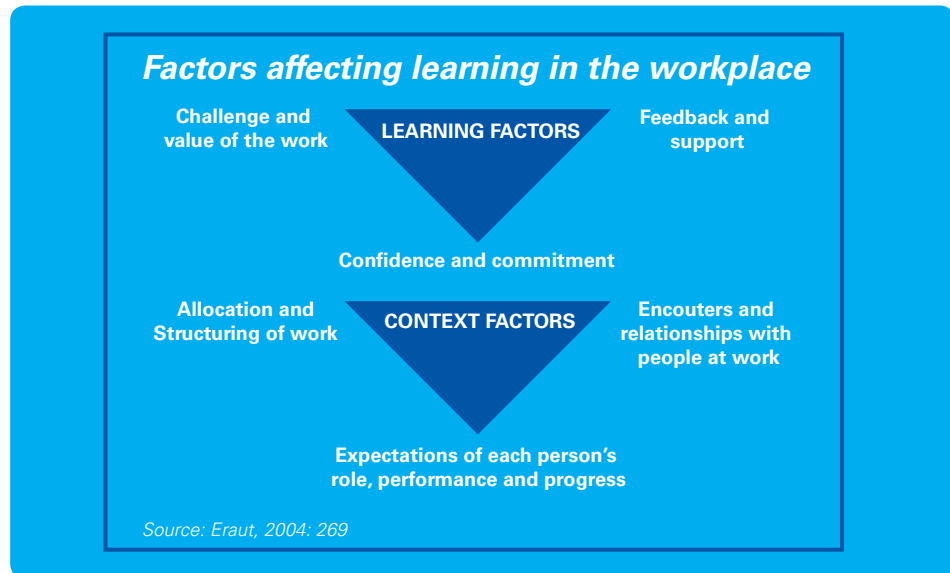 Factors affecting learning in the workplace
Challenge and
value of the work
LEARNING FACTORS
Feedback and
support
Confidence and commitment
Allocation and
Structuring of work
CONTEXT FACTORS
Encouters and
relationships with
people at work
Expectations of each person's
role, performance and progress
Source: Eraut, 2004: 269